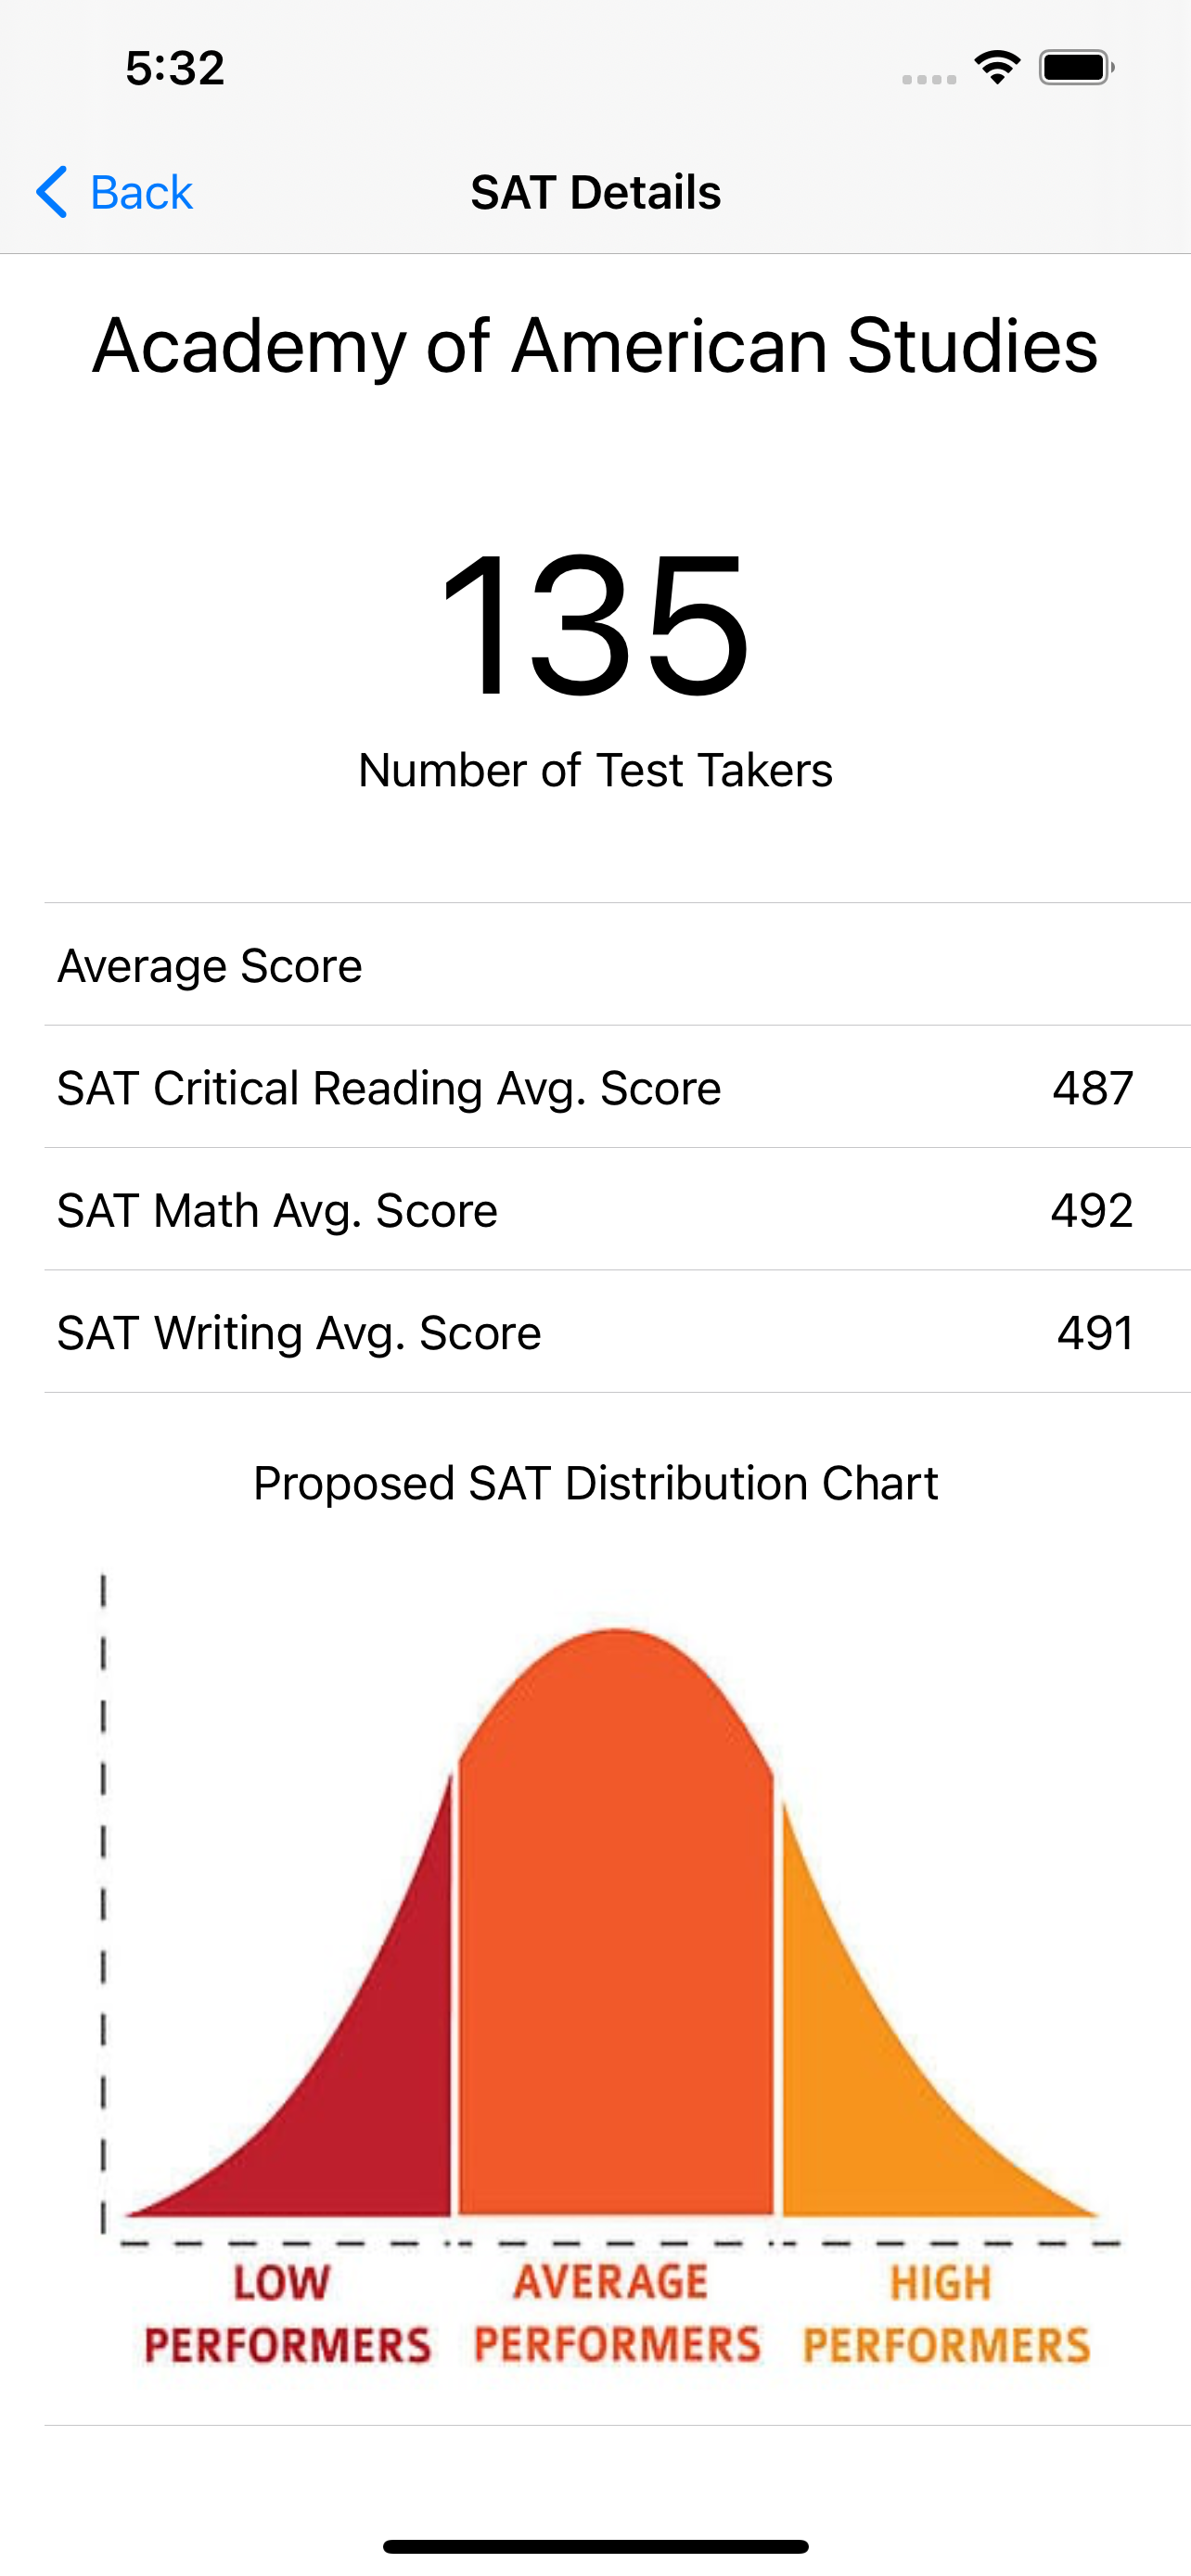 5:32
Back
SAT Details
Academy of American Studies
135
Number of Test Takers
Average Score
SAT Critical Reading Avg. Score 487
SAT Math Avg. Score 492
SAT Writing Avg. Score 491
Proposed SAT Distribution Chart
LOW PERFORMERS
AVERAGE PERFORMERS
HIGH PERFORMERS